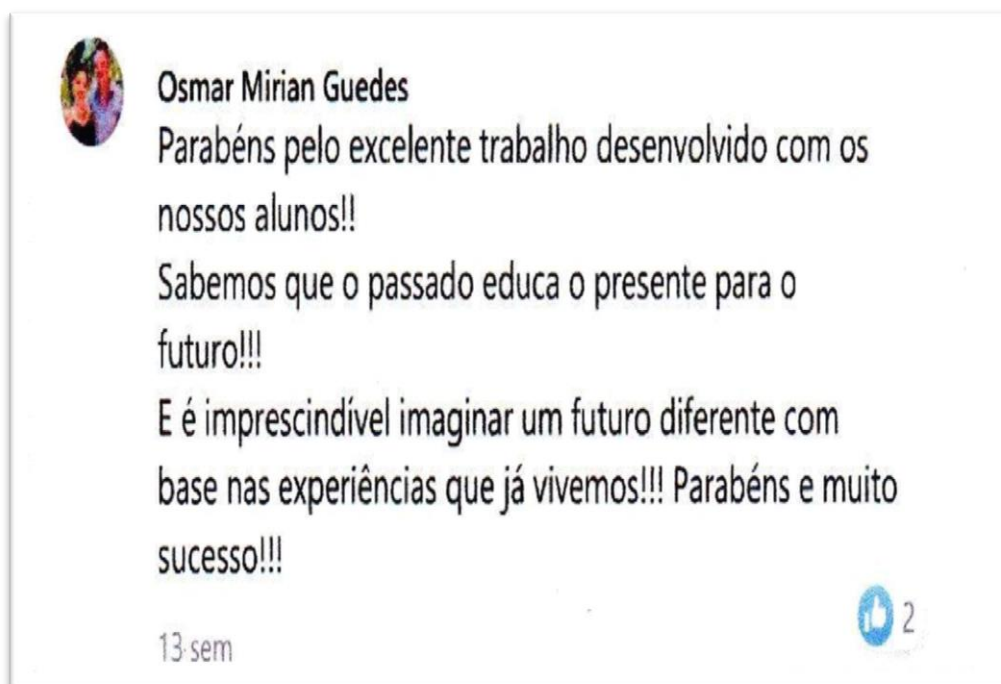 Osmar Mirian Guedes
Parabéns pelo excelente trabalho desenvolvido com os
nossos alunos!!
Sabemos que o passado educa o presente para o
futuro!!!
E é imprescindível imaginar um futuro diferente com
base nas experiências que já vivemos!!! Parabéns e muito
sucesso!!!
2
13 sem